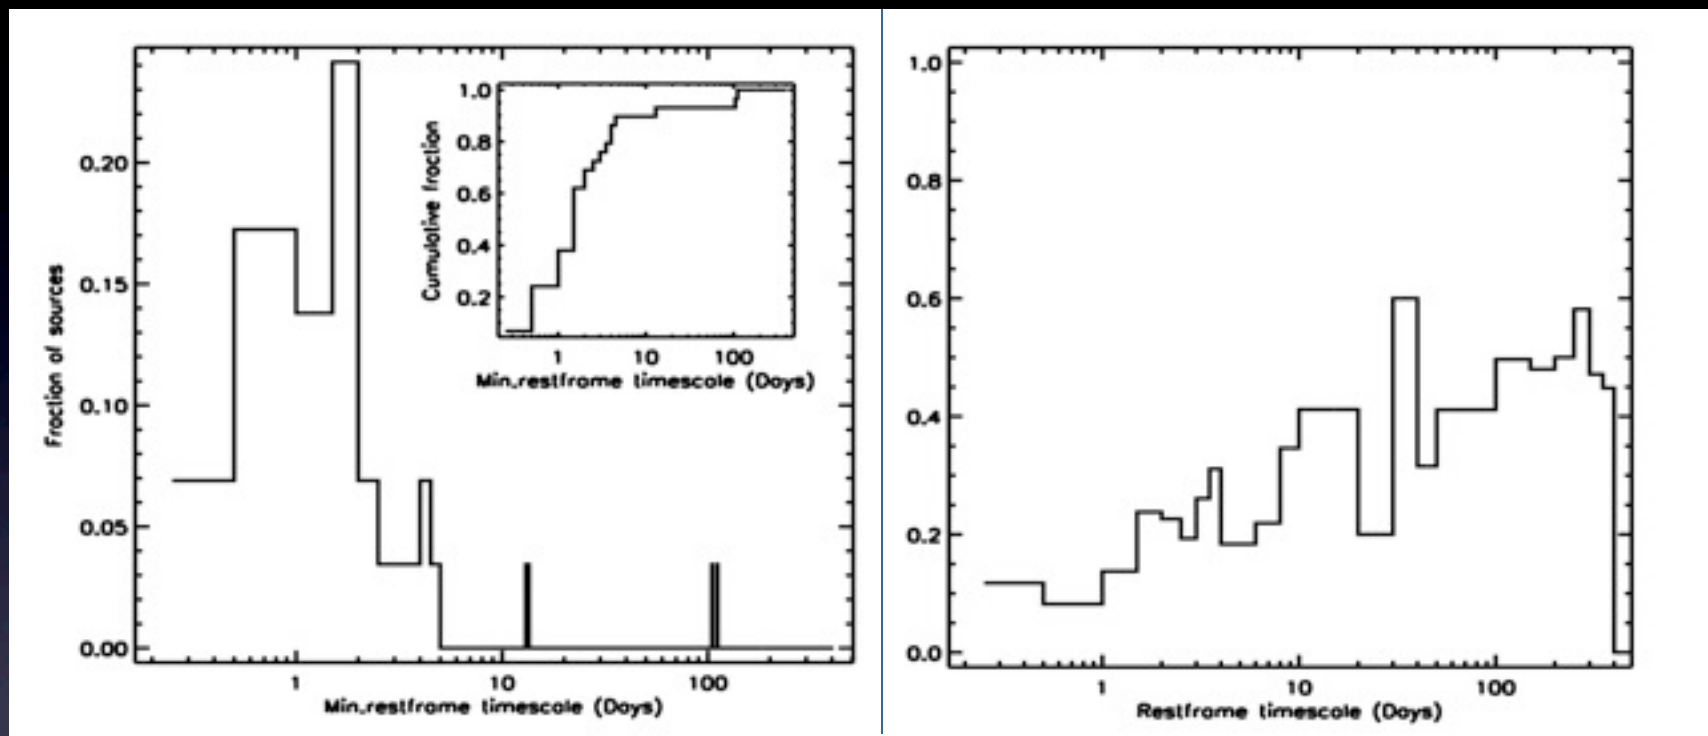 0.20
0.15
0.10
0.05
0.00
Fraction of sources
1 10 100
Min.restframe timescale (Days)
1.0
0.8
0.6
0.4
0.2
Cumulative fraction
1 10 100
Min.restframe timescale (Days)
1.0
0.8
0.6
0.4
0.2
0.0
1 10 100
Restframe timescale (Days)